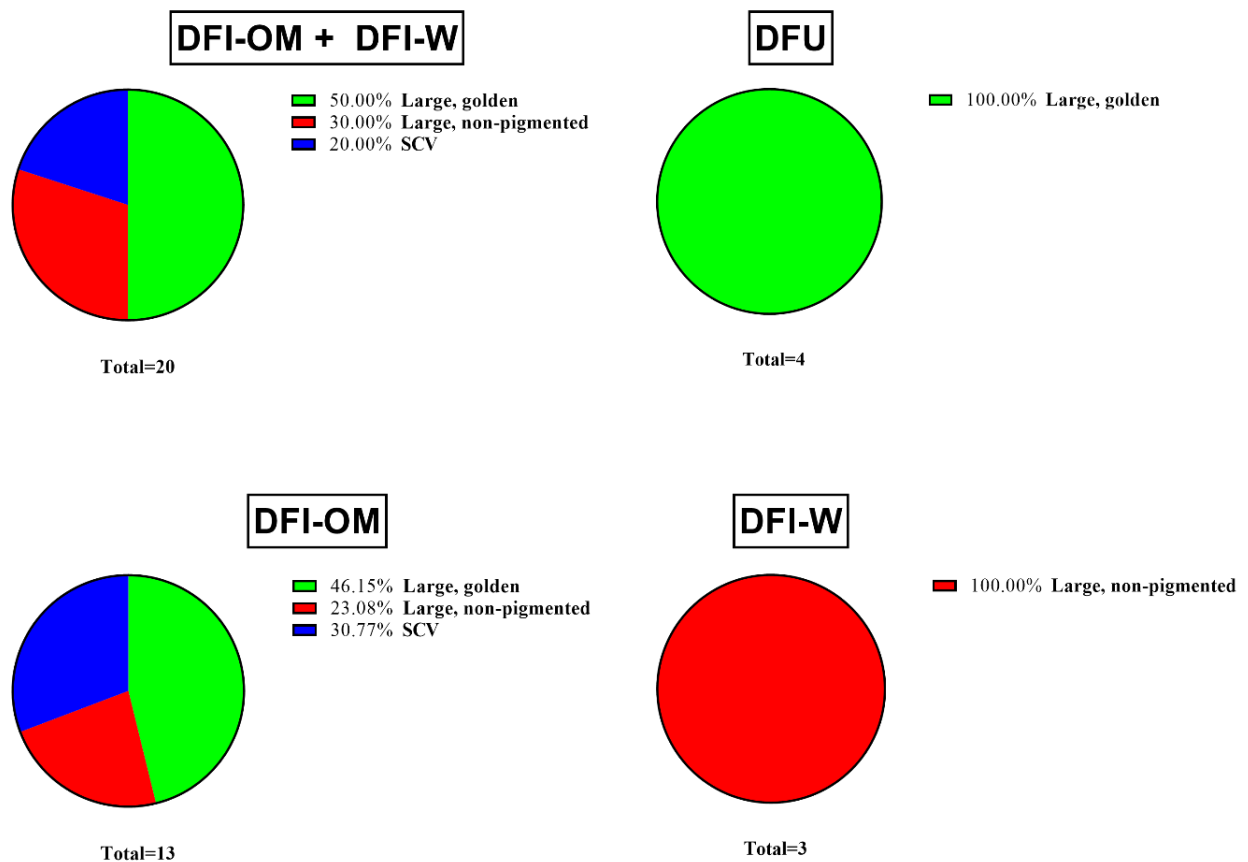 DFI-OM + DFI-W
50.00% Large, golden
30.00% Large, non-pigmented
20.00% SCV
Total=20
DFU
100.00% Large, golden
Total=4
DFI-OM
46.15% Large, golden
23.08% Large, non-pigmented
30.77% SCV
Total=13
DFI-W
100.00% Large, non-pigmented
Total=3